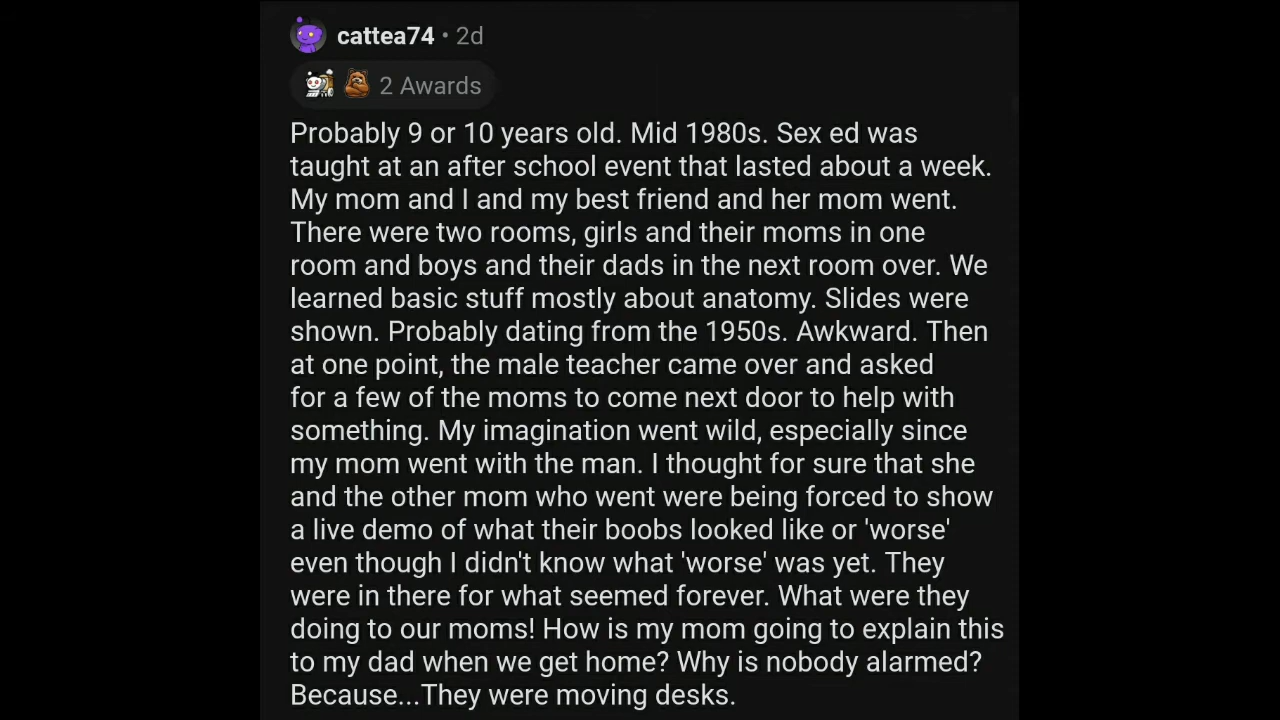 cattea74 • 2d
2 Awards
Probably 9 or 10 years old. Mid 1980s. Sex ed was
taught at an after school event that lasted about a week.
My mom and I and my best friend and her mom went.
There were two rooms, girls and their moms in one
room and boys and their dads in the next room over. We
learned basic stuff mostly about anatomy. Slides were
shown. Probably dating from the 1950s. Awkward. Then
at one point, the male teacher came over and asked
for a few of the moms to come next door to help with
something. My imagination went wild, especially since
my mom went with the man. I thought for sure that she
and the other mom who went were being forced to show
a live demo of what their boobs looked like or 'worse'
even though I didn't know what 'worse' was yet. They
were in there for what seemed forever. What were they
doing to our moms! How is my mom going to explain this
to my dad when we get home? Why is nobody alarmed?
Because...They were moving desks.